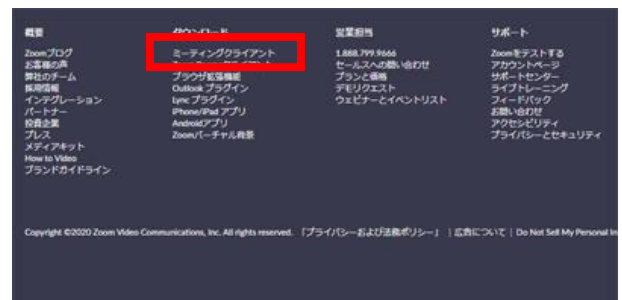 概要
Zoomブログ
お客様の声
弊社のチーム
採用情報
インテグレーション
パートナー
投資企業
プレス
メディアキット
How to Video
ブランドガイドライン
ダウンロード
ミーティングクライアント
ブラウザ拡張機能
Outlook プラグイン
Lync プラグイン
iPhone/iPad アプリ
Androidアプリ
Zoomバーチャル背景
営業担当
1.888.799.9666
セールスへの問い合わせ
プランと価格
デモリクエスト
ウェビナーとイベントリスト
サポート
Zoomをテストする
アカウントページ
サポートセンター
ライブトレーニング
フィードバック
お問い合わせ
アクセシビリティ
プライバシーとセキュリティ
Copyright ©2020 Zoom Video Communications, Inc. All rights reserved. 「プライバシーおよび法務ポリシー」 | 広告について | Do Not Sell My Personal In